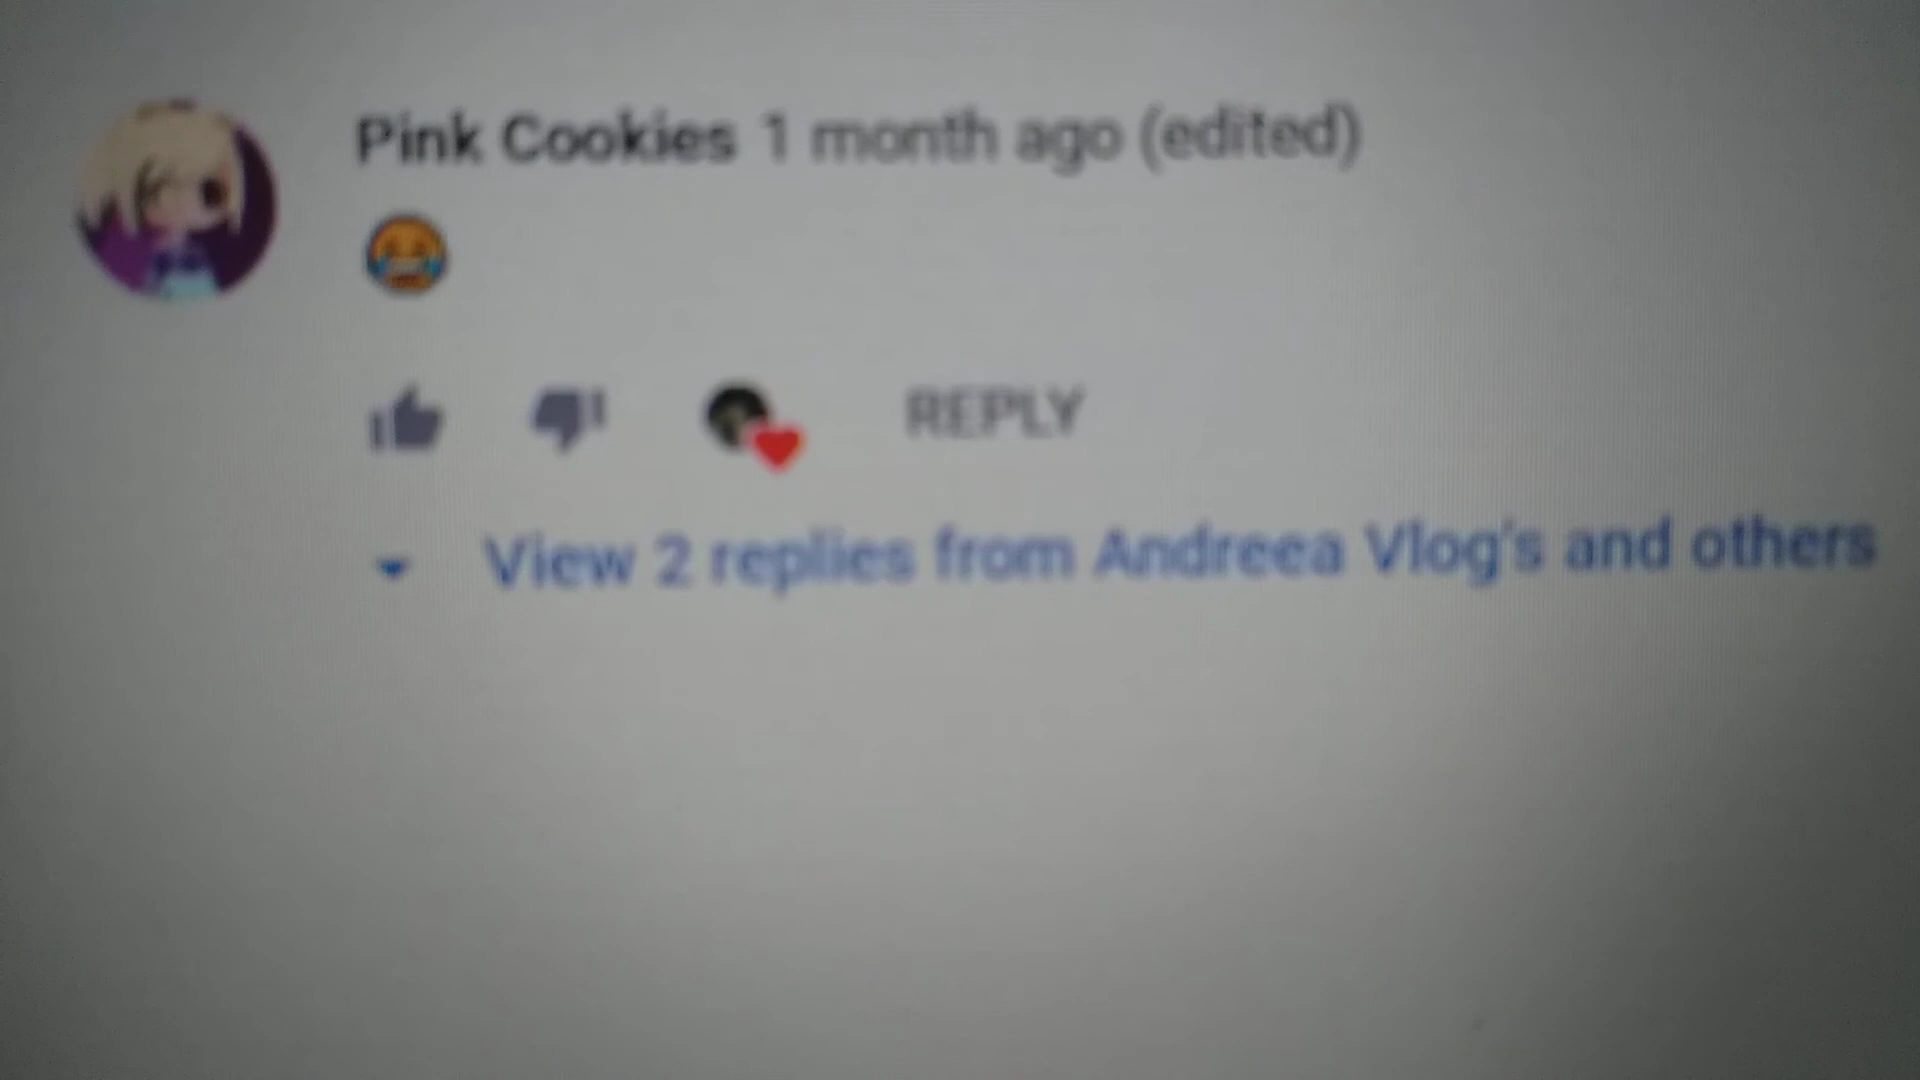 Pink Cookies 1 month ago (edited)
😂
REPLY
View 2 replies from Andreea Vlog's and others